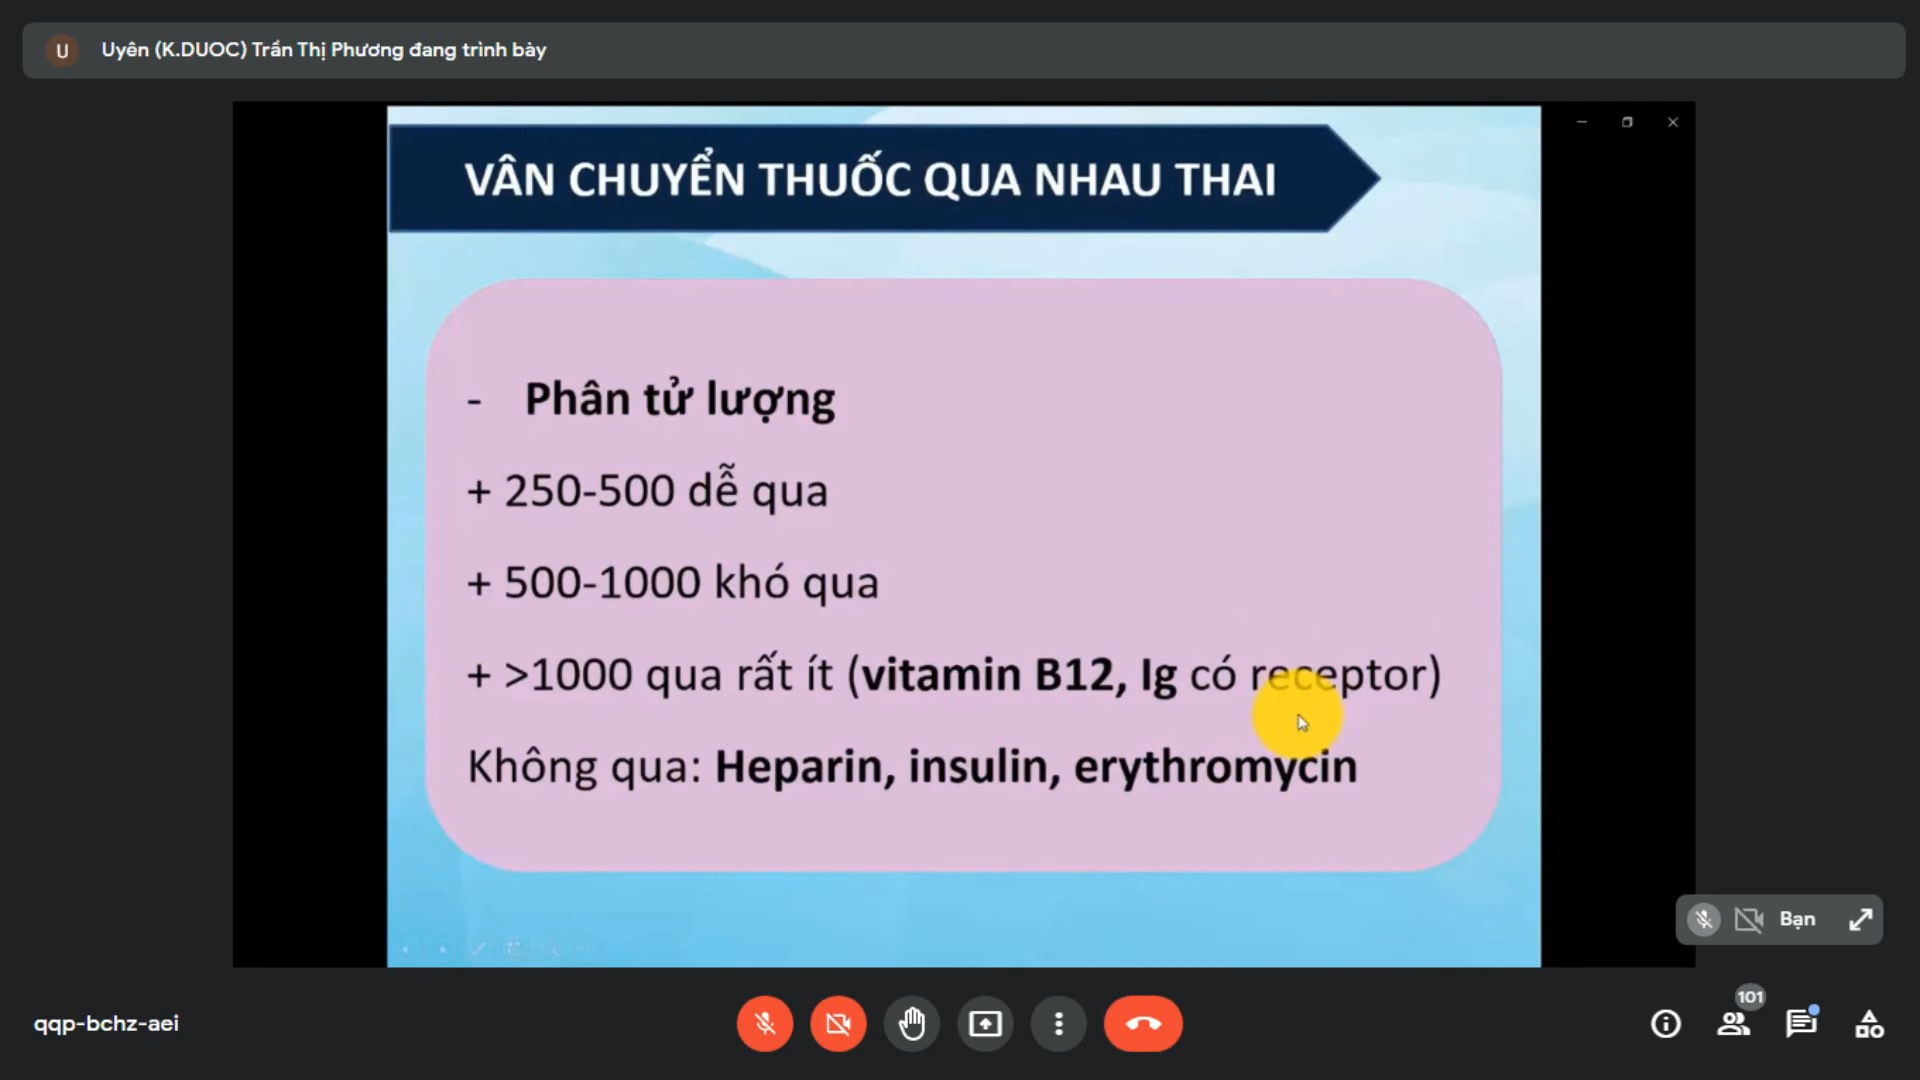 U
Uyên (K.DUOC) Trần Thị Phương đang trình bày
VÂN CHUYỂN THUỐC QUA NHAU THAI
- Phân tử lượng
+ 250-500 dễ qua
+ 500-1000 khó qua
+ >1000 qua rất ít (vitamin B12, Ig có receptor)
Không qua: Heparin, insulin, erythromycin
Bạn
qqp-bchz-aei
101